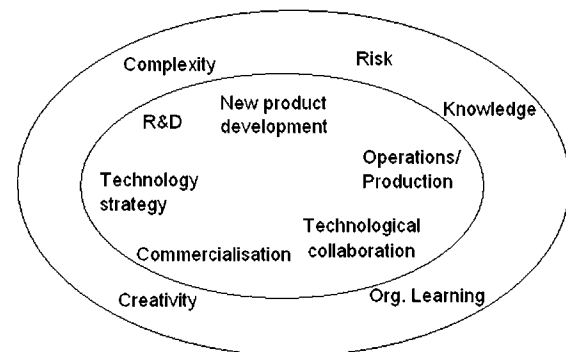 Risk
Complexity
New product
development
Knowledge
R&D
Operations/
Production
Technology
strategy
Technological
collaboration
Commercialisation
Creativity
Org. Learning